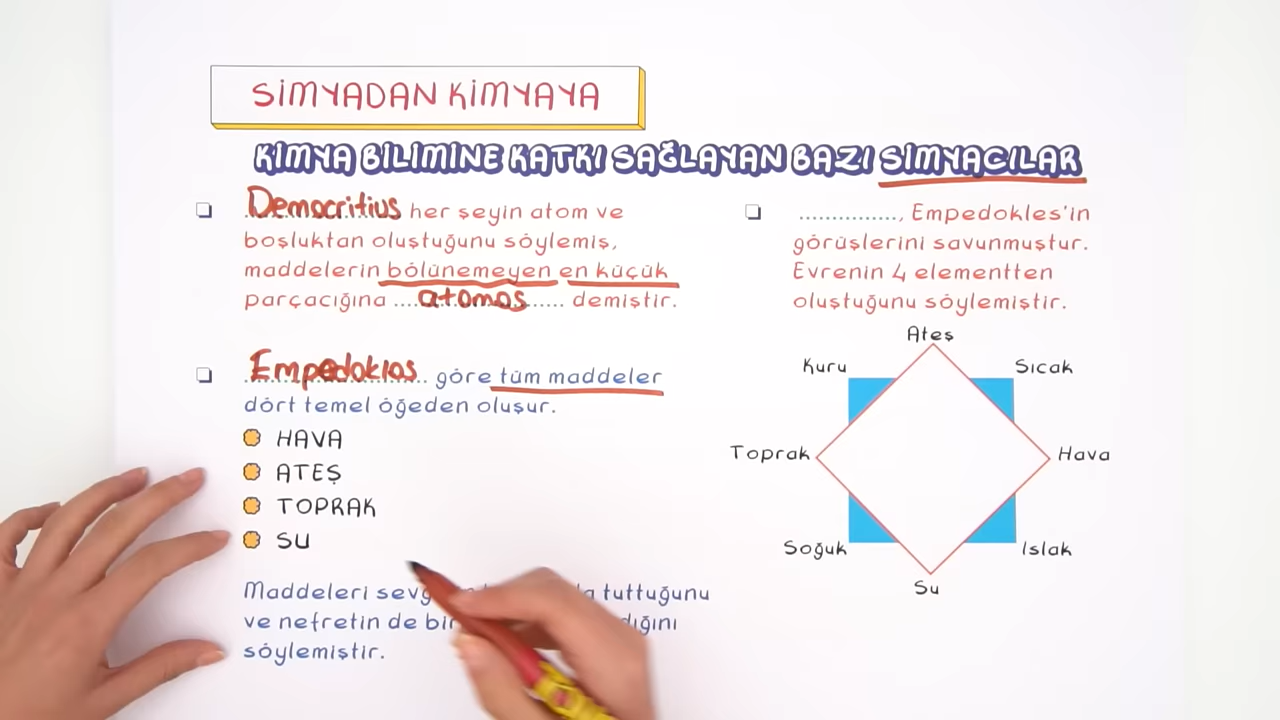 SİMYADAN KİMYAYA
KİMYA BİLİMİNE KATKI SAĞLAYAN BAZI SİMYACILAR
Democritius her şeyin atom ve
boşluktan oluştuğunu söylemiş,
maddelerin bölünemeyen en küçük
parçacığına ....atomos...... demiştir.
Empedoklas göre tüm maddeler
dört temel öğeden oluşur.
HAVA
ATEŞ
TOPRAK
SU
Maddeleri tuttuğunu
ve nefretin de
söylemiştir.
..............., Empedokles'in
görüşlerini savunmuştur.
Evrenin 4 elementten
oluştuğunu söylemiştir.
Ateş
Kuru Sıcak
Toprak Hava
Soğuk Islak
Su